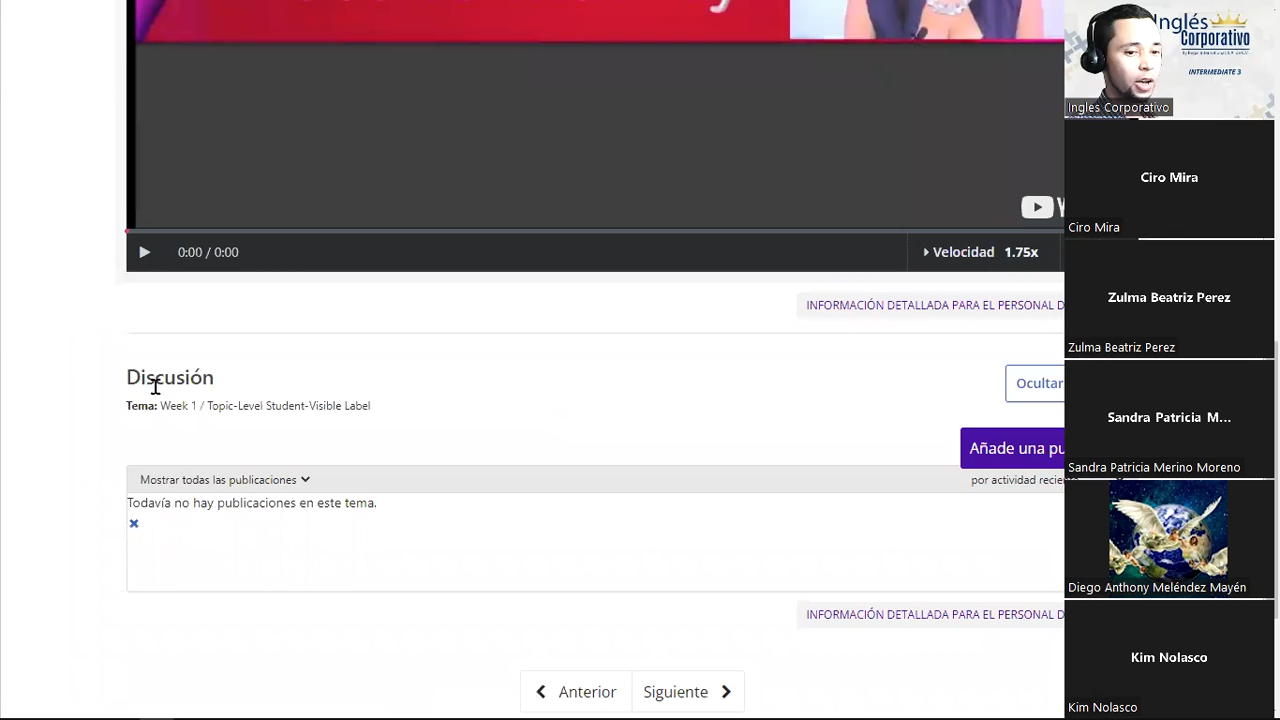 Inglés
Corporativo
INTERMEDIATE 3
Ingles Corporativo
Ciro Mira
Ciro Mira
0:00 / 0:00
Velocidad 1.75x
Zulma Beatriz Perez
Zulma Beatriz Perez
INFORMACIÓN DETALLADA PARA EL PERSONAL D
Discusión
Ocultar
Tema: Week 1 / Topic-Level Student-Visible Label
Sandra Patricia M...
Sandra Patricia Merino Moreno
Añade una pu
Mostrar todas las publicaciones
por actividad recien
Todavía no hay publicaciones en este tema.
Diego Anthony Meléndez Mayén
INFORMACIÓN DETALLADA PARA EL PERSONAL D
Kim Nolasco
Kim Nolasco
Anterior
Siguiente